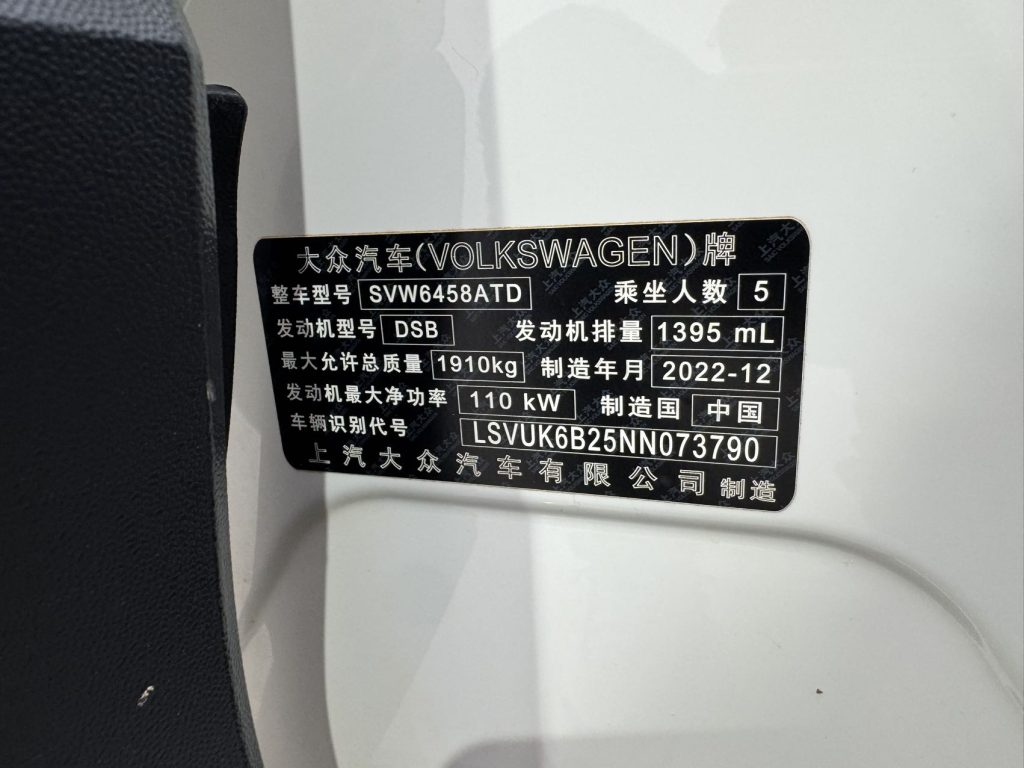 大众汽车(VOLKSWAGEN)牌
整车型号 SVW6458ATD 乘坐人数 5
发动机型号 DSB 发动机排量 1395 mL
最大允许总质量 1910kg 制造年月 2022-12
发动机最大净功率 110 kW 制造国 中国
车辆识别代号 LSVUK6B25NN073790
上汽大众汽车有限公司 制造